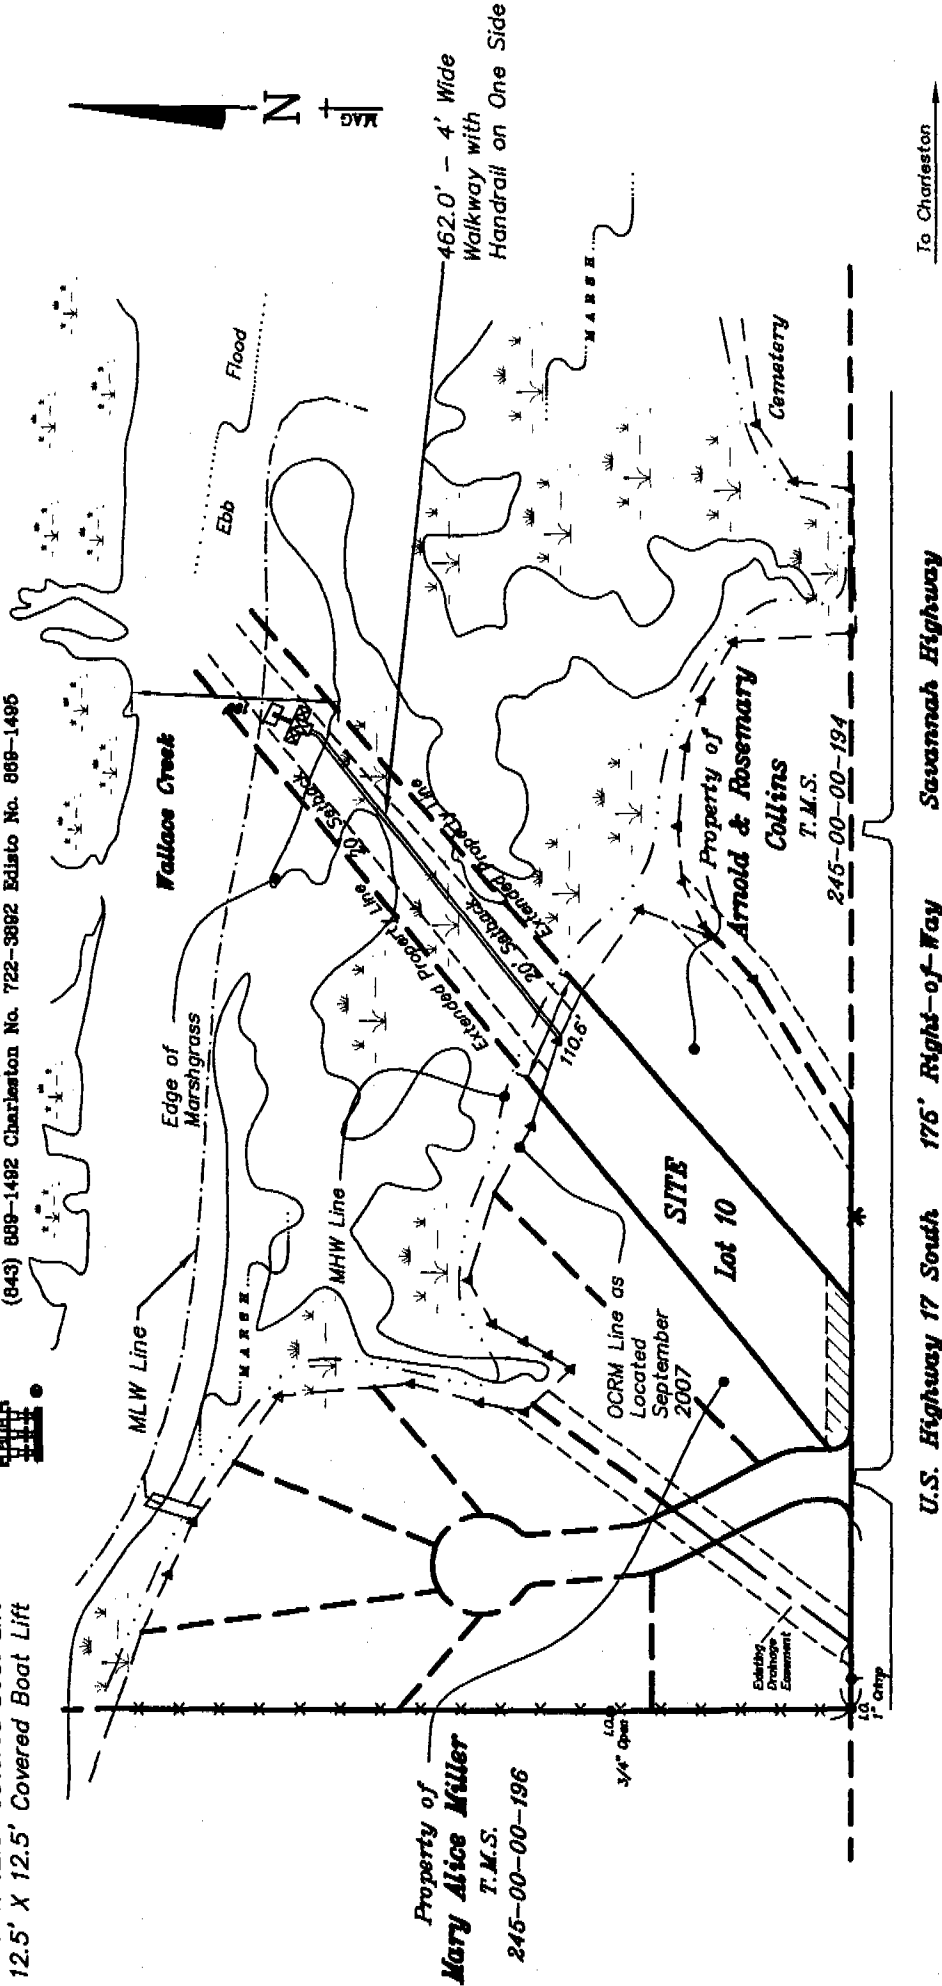 12.5' X 12.5' Covered Boat Lift
(843) 869-1492 Charleston No. 722-3892 Edisto No. 869-1495
N
MAG
462.0' - 4' Wide
Walkway with
Handrail on One Side
Flood
Ebb
Wallace Creek
Edge of
Marshgrass
MLW Line
MARSH
MHW Line
MARSH
20' Setback
Extended Property Line
20' Setback
Extended Property Line
110.6'
Cemetery
Property of
Arnold & Rosemary
Collins
T.M.S.
245-00-00-194
SITE
Lot 10
OCRM Line as
Located
September
2007
Property of
Mary Alice Miller
T.M.S.
245-00-00-196
Existing
Drainage
Easement
I.O.
3/4" Open
I.O.
1" Crimp
U.S. Highway 17 South 175' Right-of-Way Savannah Highway
To Charleston